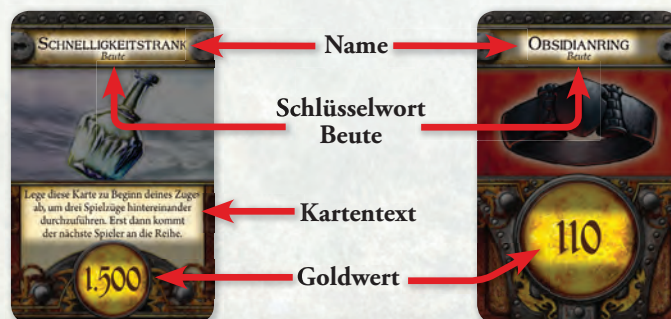 Schnelligkeitstrank
Beute
Lege diese Karte zu Beginn deines Zuges
ab, um drei Spielzüge hintereinander
durchzuführen. Erst dann kommt
der nächste Spieler an die Reihe.
1.500
Name
Schlüsselwort
Beute
Kartentext
Goldwert
Obsidianring
Beute
110